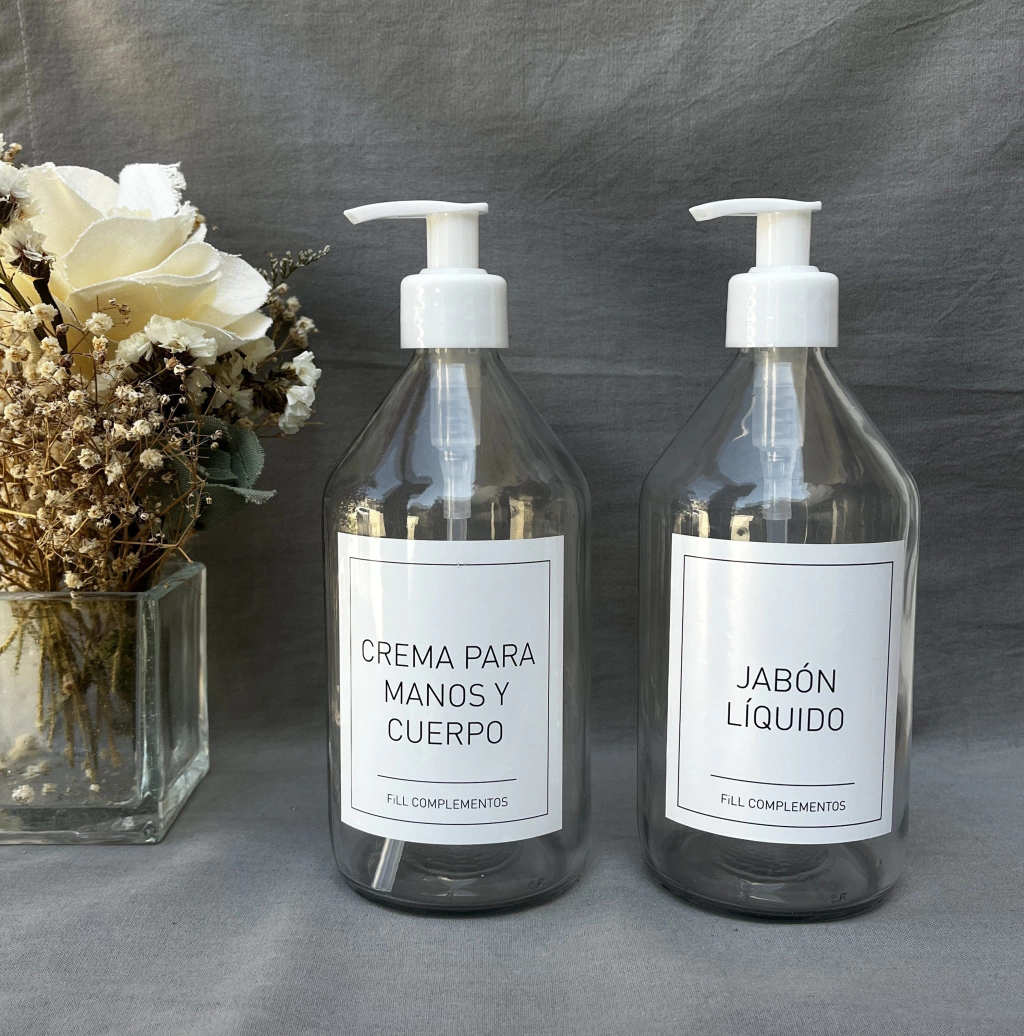 CREMA PARA
MANOS Y
CUERPO
FiLL COMPLEMENTOS
JABÓN
LÍQUIDO
FiLL COMPLEMENTOS